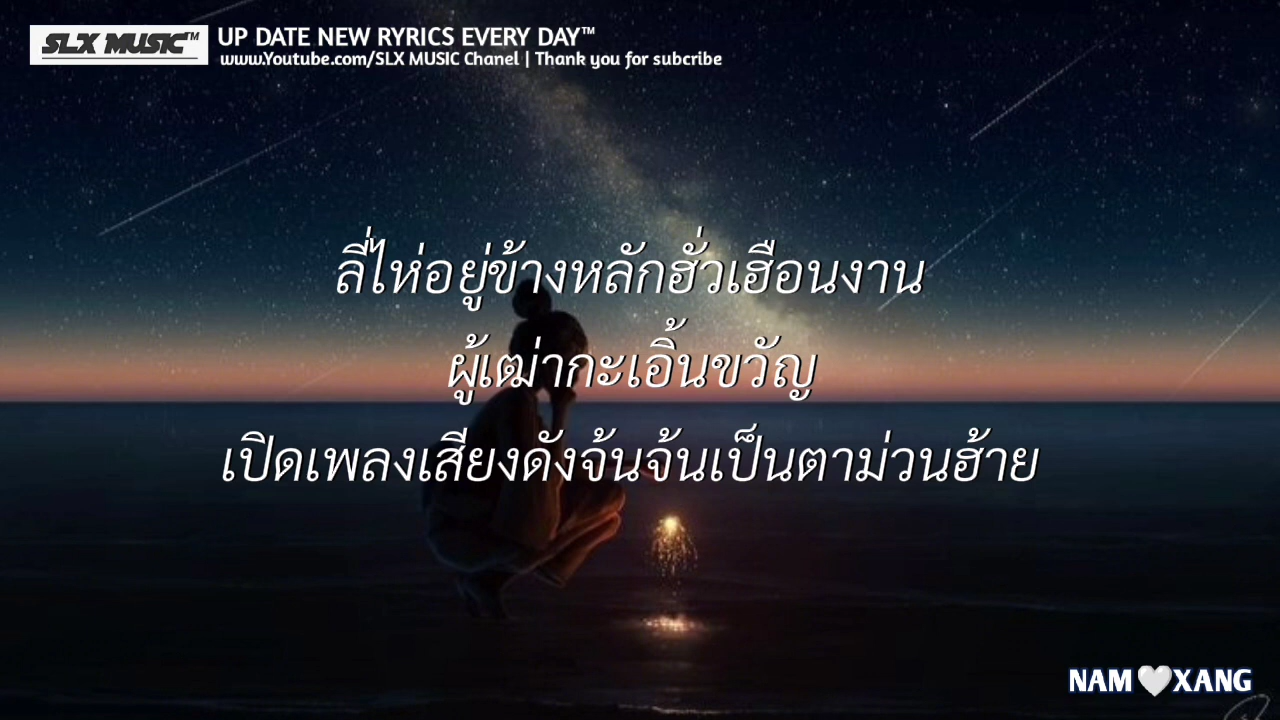 SLX MUSIC™
UP DATE NEW RYRICS EVERY DAY™
www.Youtube.com/SLX MUSIC Chanel | Thank you for subcribe
ลี่ไห่อยู่ข้างหลักฮั่วเฮือนงาน
ผู้เฒ่ากะเอิ้นขวัญ
เปิดเพลงเสียงดังจ้นจ้นเป็นตาม่วนฮ้าย
NAM🤍XANG